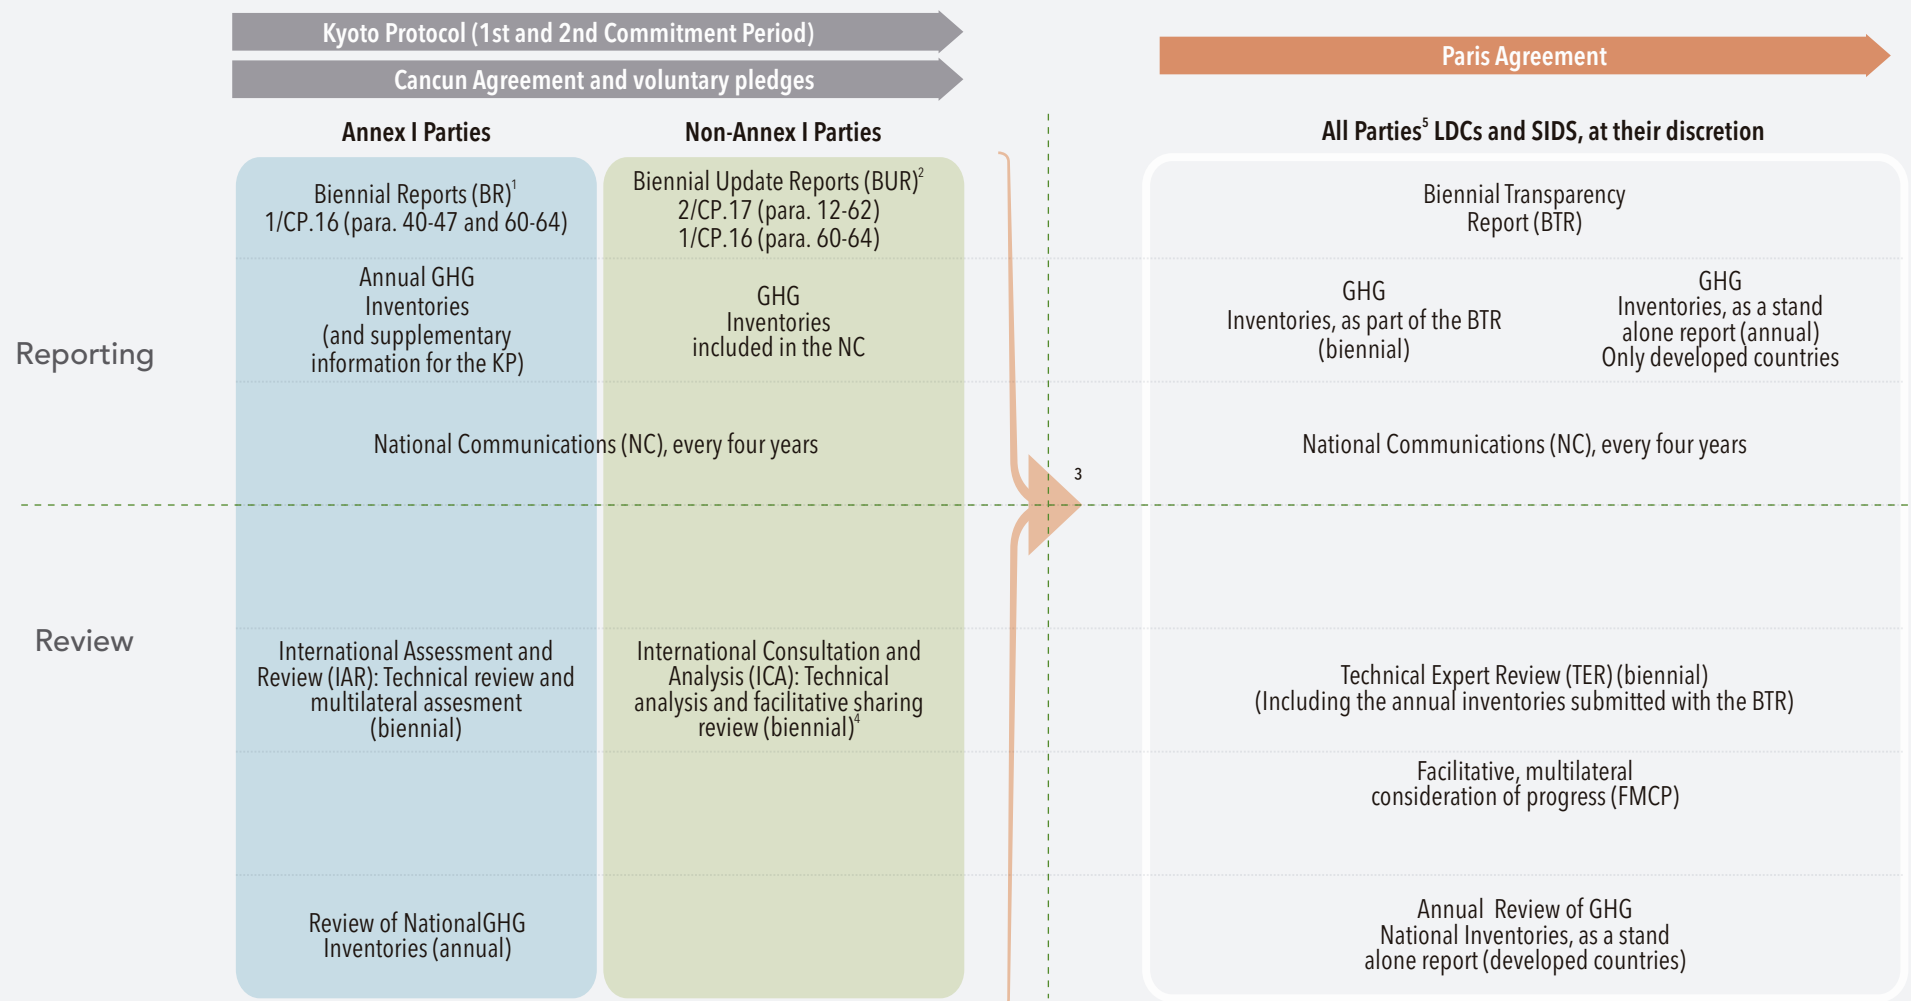 Kyoto Protocol (1st and 2nd Commitment Period)
Cancun Agreement and voluntary pledges
Paris Agreement
Annex I Parties
Non-Annex I Parties
All Parties⁵ LDCs and SIDS, at their discretion
Reporting
Biennial Reports (BR)¹
1/CP.16 (para. 40-47 and 60-64)
Biennial Update Reports (BUR)²
2/CP.17 (para. 12-62)
1/CP.16 (para. 60-64)
Biennial Transparency
Report (BTR)
Annual GHG
Inventories
(and supplementary
information for the KP)
GHG
Inventories
included in the NC
GHG
Inventories, as part of the BTR
(biennial)
GHG
Inventories, as a stand
alone report (annual)
Only developed countries
National Communications (NC), every four years
National Communications (NC), every four years
3
Review
International Assessment and
Review (IAR): Technical review and
multilateral assesment
(biennial)
International Consultation and
Analysis (ICA): Technical
analysis and facilitative sharing
review (biennial)⁴
Technical Expert Review (TER) (biennial)
(Including the annual inventories submitted with the BTR)
Facilitative, multilateral
consideration of progress (FMCP)
Review of NationalGHG
Inventories (annual)
Annual Review of GHG
National Inventories, as a stand
alone report (developed countries)